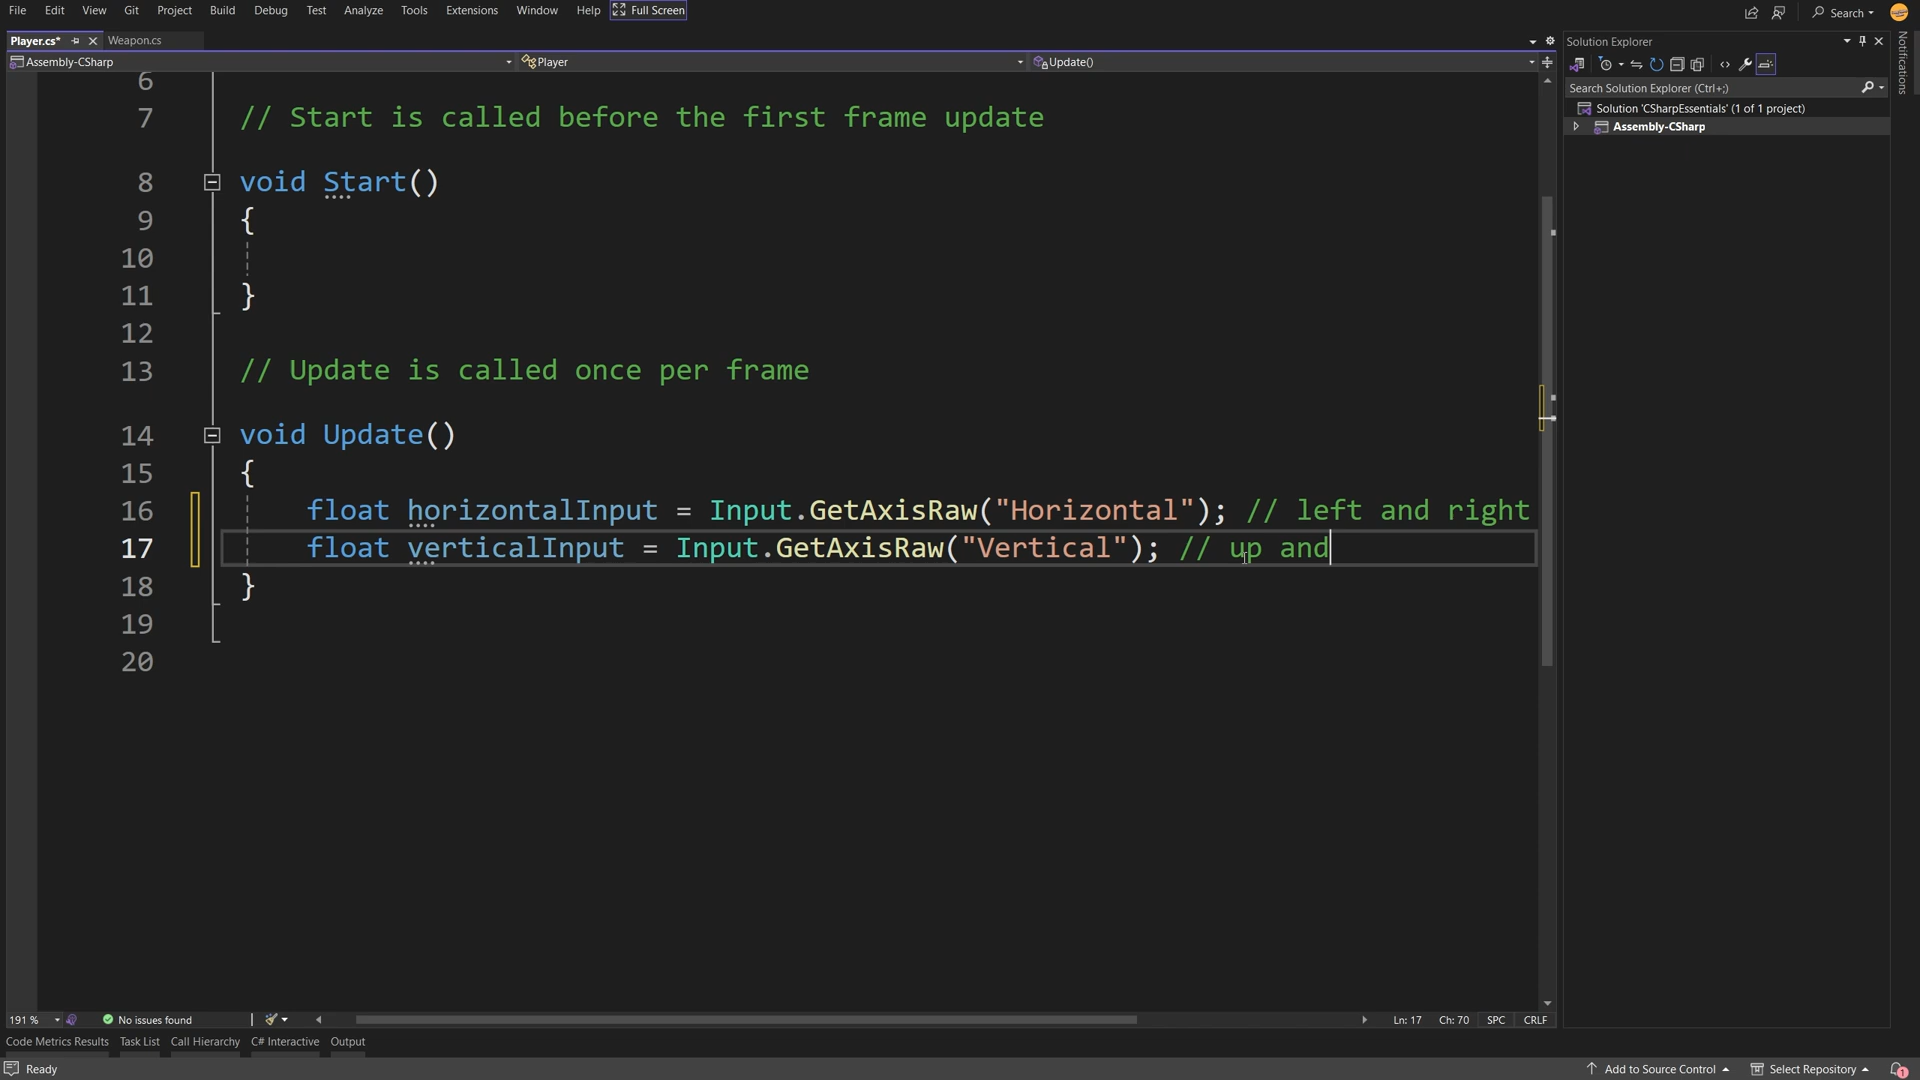 File Edit View Git Project Build Debug Test Analyze Tools Extensions Window Help Full Screen Search
Player.cs* Weapon.cs
Assembly-CSharp Player Update()
6
7 // Start is called before the first frame update
8 void Start()
9 {
10
11 }
12
13 // Update is called once per frame
14 void Update()
15 {
16 float horizontalInput = Input.GetAxisRaw("Horizontal"); // left and right
17 float verticalInput = Input.GetAxisRaw("Vertical"); // up and
18 }
19
20
Solution Explorer
Search Solution Explorer (Ctrl+;)
Solution 'CSharpEssentials' (1 of 1 project)
Assembly-CSharp
Notifications
191 % No issues found Ln: 17 Ch: 70 SPC CRLF
Code Metrics Results Task List Call Hierarchy C# Interactive Output
Ready Add to Source Control Select Repository 1